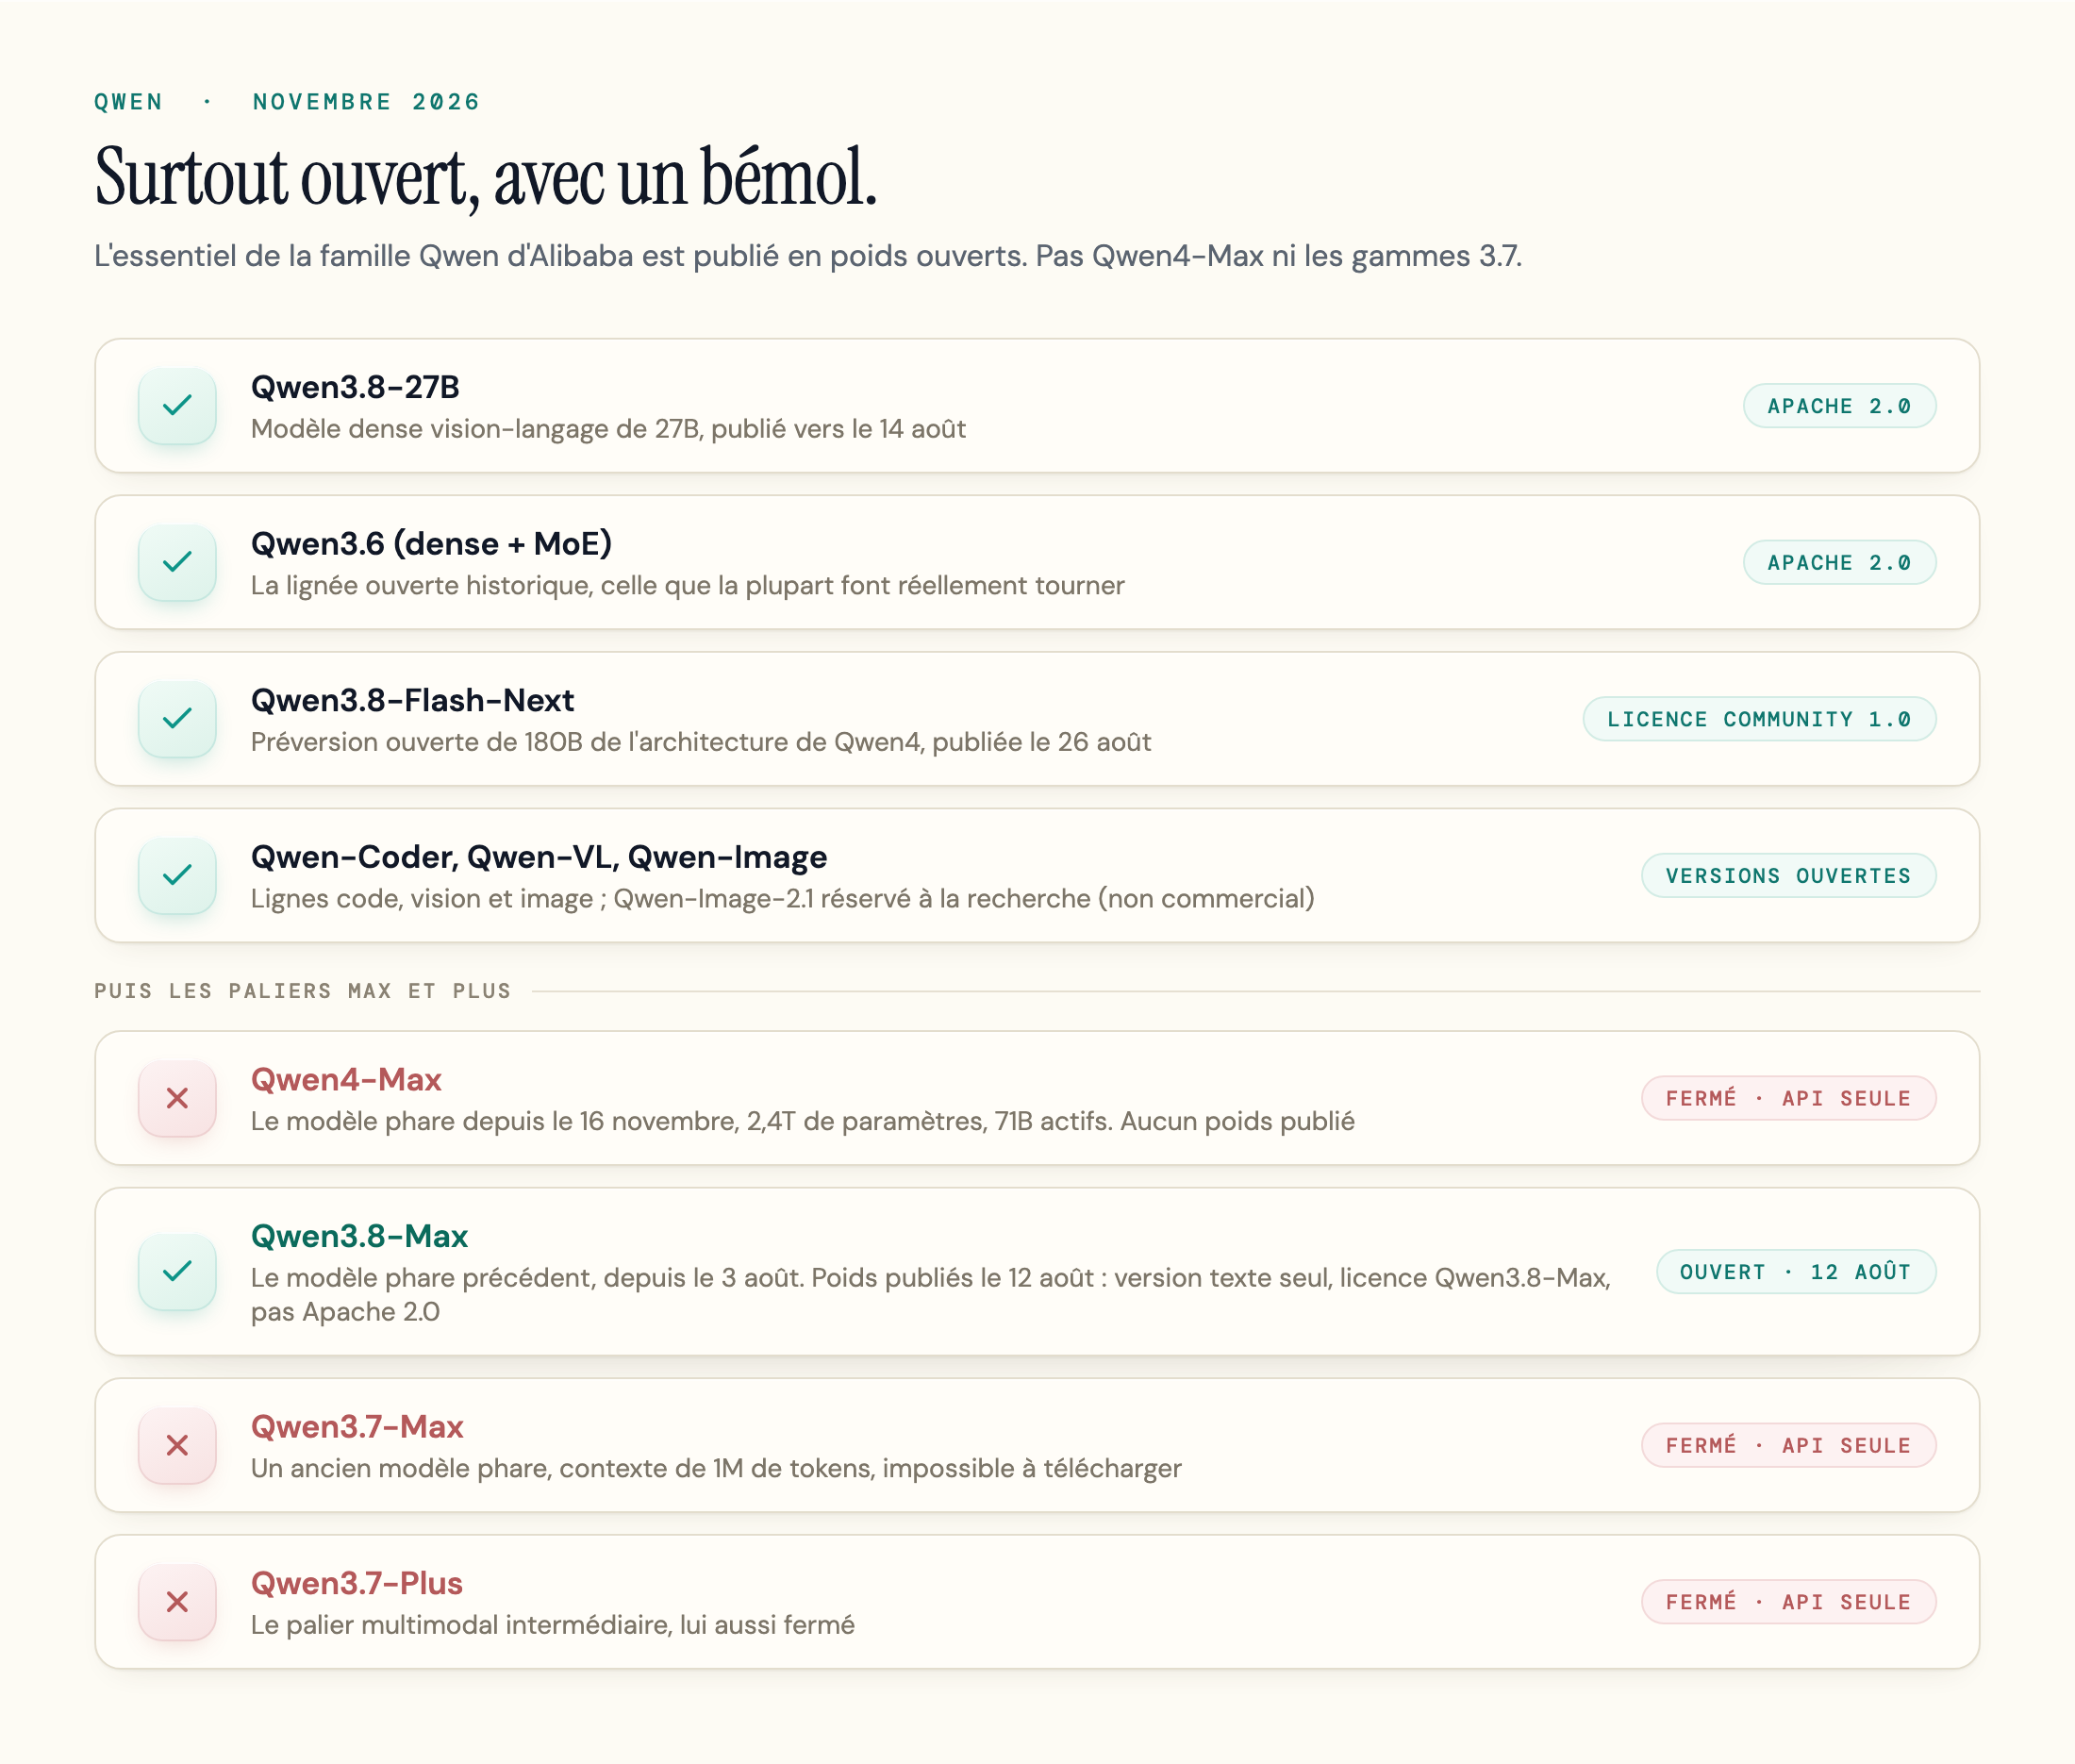 QWEN · NOVEMBRE 2026
Surtout ouvert, avec un bémol.
L'essentiel de la famille Qwen d'Alibaba est publié en poids ouverts. Pas Qwen4-Max ni les gammes 3.7.
Qwen3.8-27B
Modèle dense vision-langage de 27B, publié vers le 14 août
APACHE 2.0
Qwen3.6 (dense + MoE)
La lignée ouverte historique, celle que la plupart font réellement tourner
APACHE 2.0
Qwen3.8-Flash-Next
Préversion ouverte de 180B de l'architecture de Qwen4, publiée le 26 août
LICENCE COMMUNITY 1.0
Qwen-Coder, Qwen-VL, Qwen-Image
Lignes code, vision et image ; Qwen-Image-2.1 réservé à la recherche (non commercial)
VERSIONS OUVERTES
PUIS LES PALIERS MAX ET PLUS
Qwen4-Max
Le modèle phare depuis le 16 novembre, 2,4T de paramètres, 71B actifs. Aucun poids publié
FERMÉ · API SEULE
Qwen3.8-Max
Le modèle phare précédent, depuis le 3 août. Poids publiés le 12 août : version texte seul, licence Qwen3.8-Max,
pas Apache 2.0
OUVERT · 12 AOÛT
Qwen3.7-Max
Un ancien modèle phare, contexte de 1M de tokens, impossible à télécharger
FERMÉ · API SEULE
Qwen3.7-Plus
Le palier multimodal intermédiaire, lui aussi fermé
FERMÉ · API SEULE